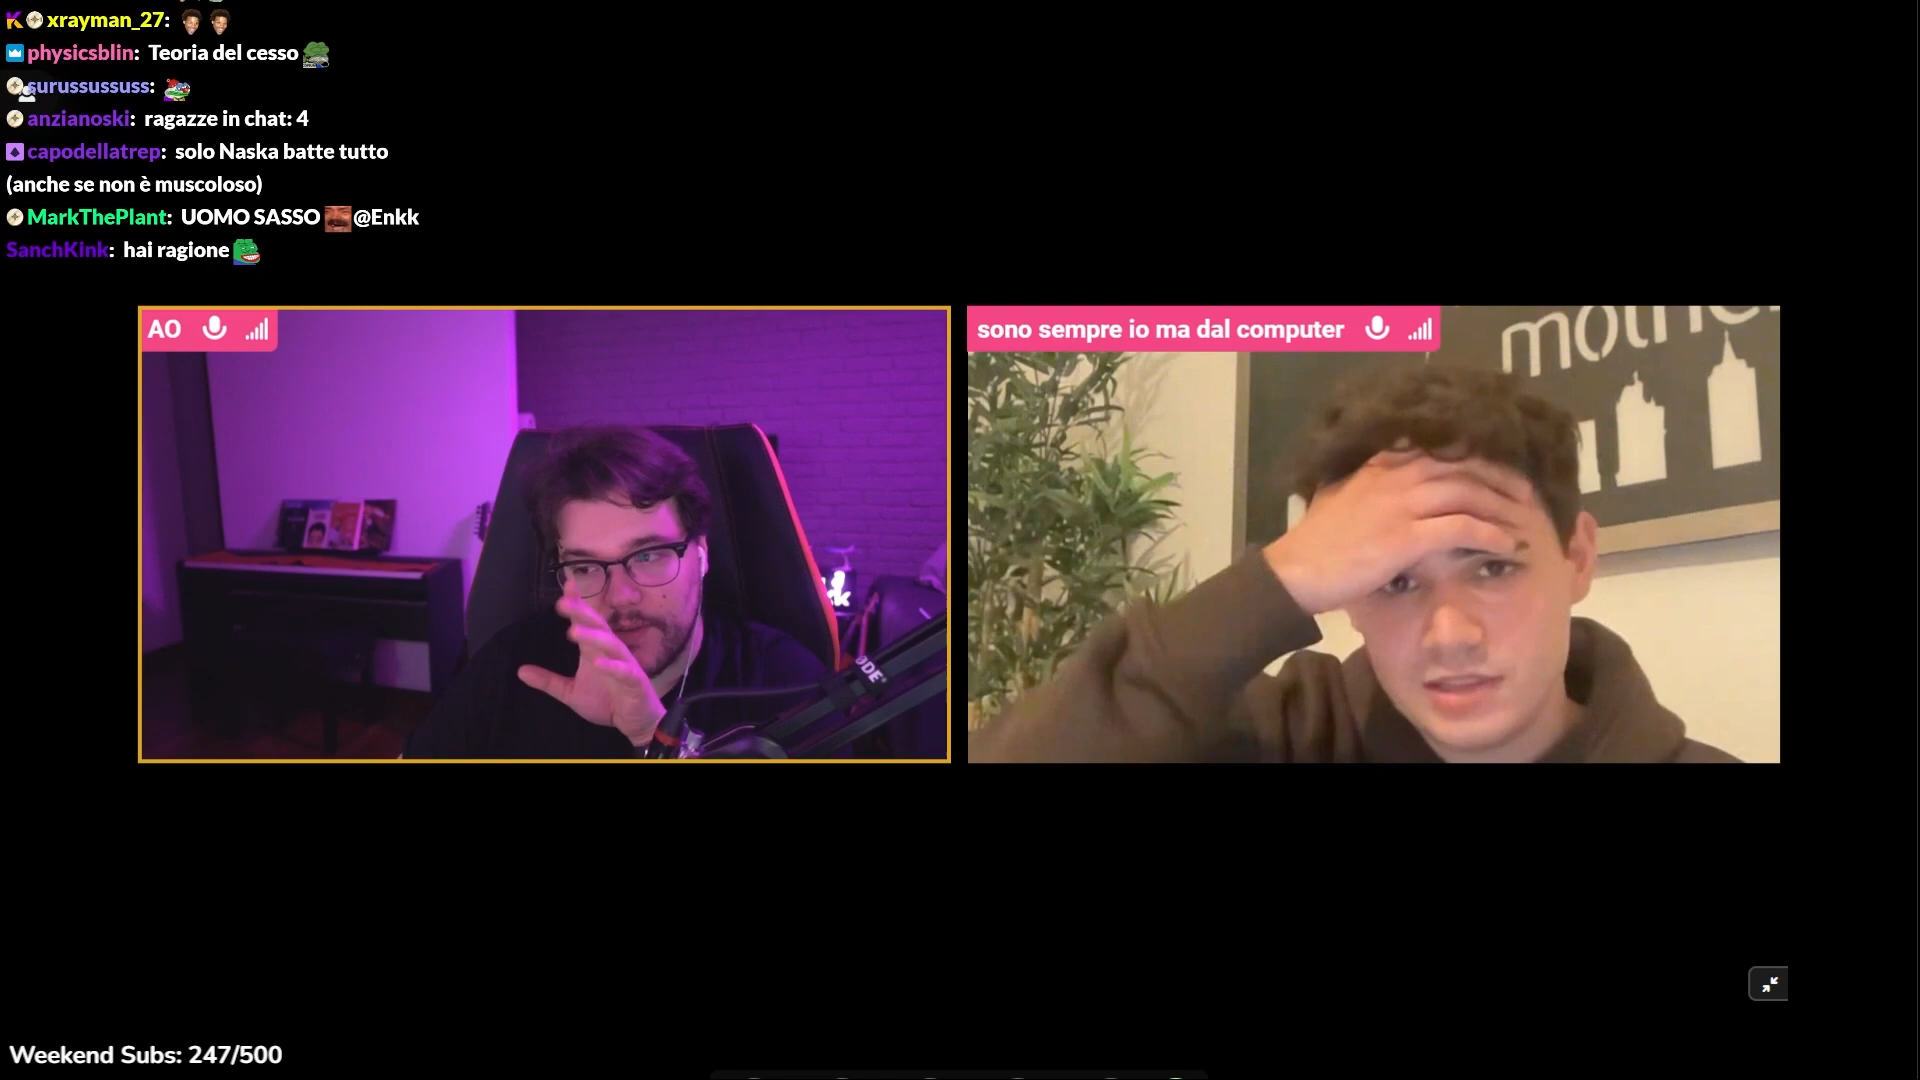 xrayman_27:
physicsblin: Teoria del cesso
surussussuss:
anzianoski: ragazze in chat: 4
capodellatrep: solo Naska batte tutto
(anche se non è muscoloso)
MarkThePlant: UOMO SASSO @Enkk
SanchKink: hai ragione
AO
sono sempre io ma dal computer
Weekend Subs: 247/500